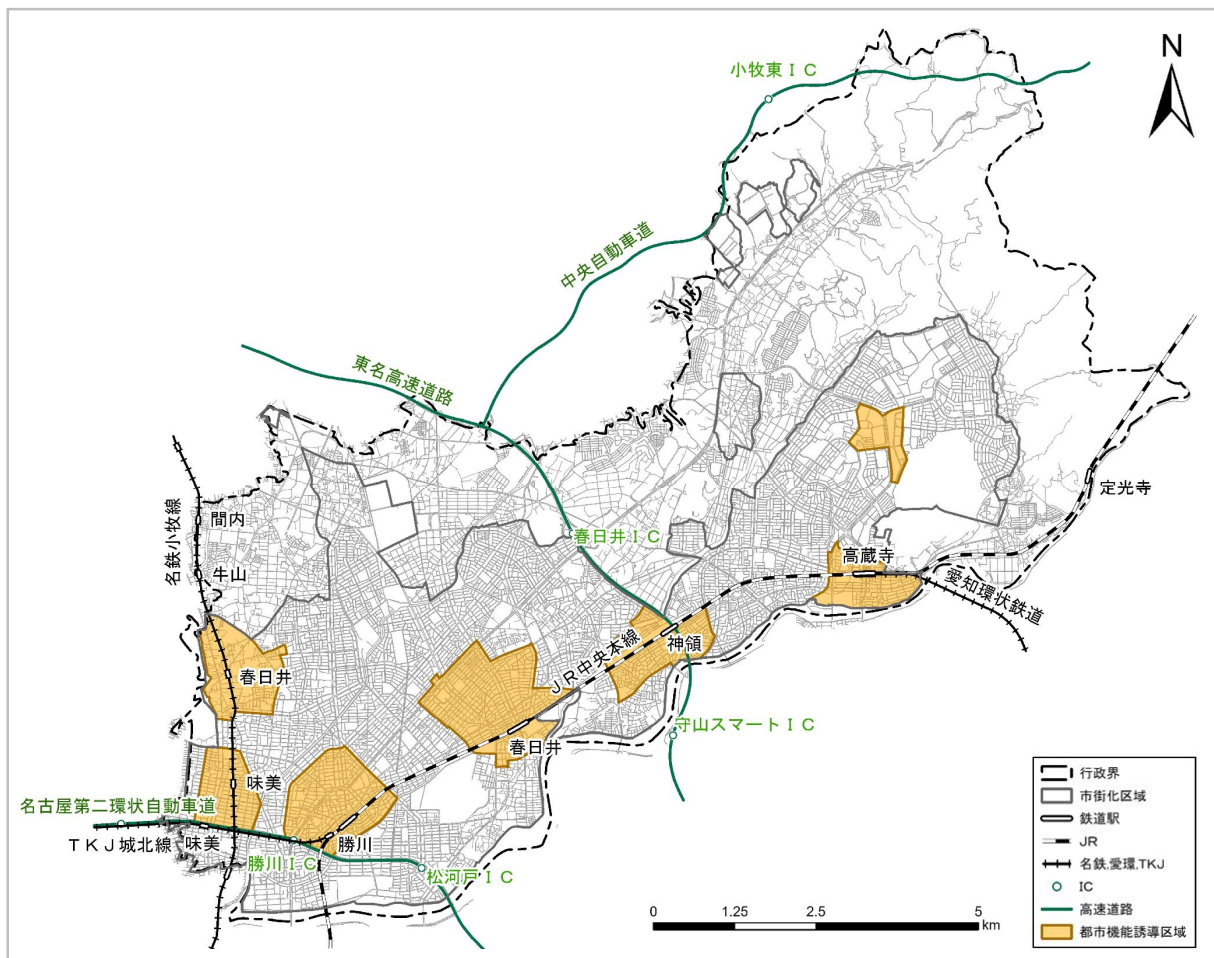 小牧東ＩＣ
N
中央自動車道
東名高速道路
名鉄小牧線
間内
牛山
春日井ＩＣ
定光寺
高蔵寺
愛知環状鉄道
ＪＲ中央本線
神領
春日井
春日井
守山スマートＩＣ
味美
名古屋第二環状自動車道
ＴＫＪ城北線
味美
勝川
勝川ＩＣ
松河戸ＩＣ
0
1.25
2.5
5
km
行政界
市街化区域
鉄道駅
JR
名鉄,愛環,TKJ
IC
高速道路
都市機能誘導区域